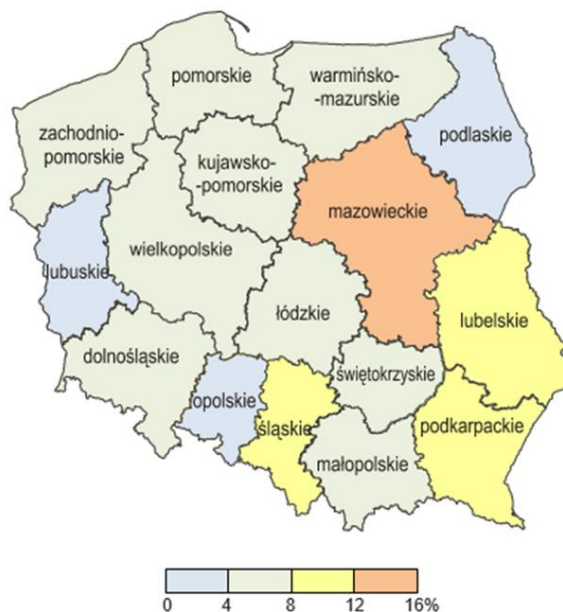 pomorskie
warmińsko-
-mazurskie
zachodnio-
pomorskie
kujawsko-
-pomorskie
podlaskie
mazowieckie
lubuskie
wielkopolskie
łódzkie
lubelskie
dolnośląskie
opolskie
śląskie
świętokrzyskie
podkarpackie
małopolskie
0 4 8 12 16%